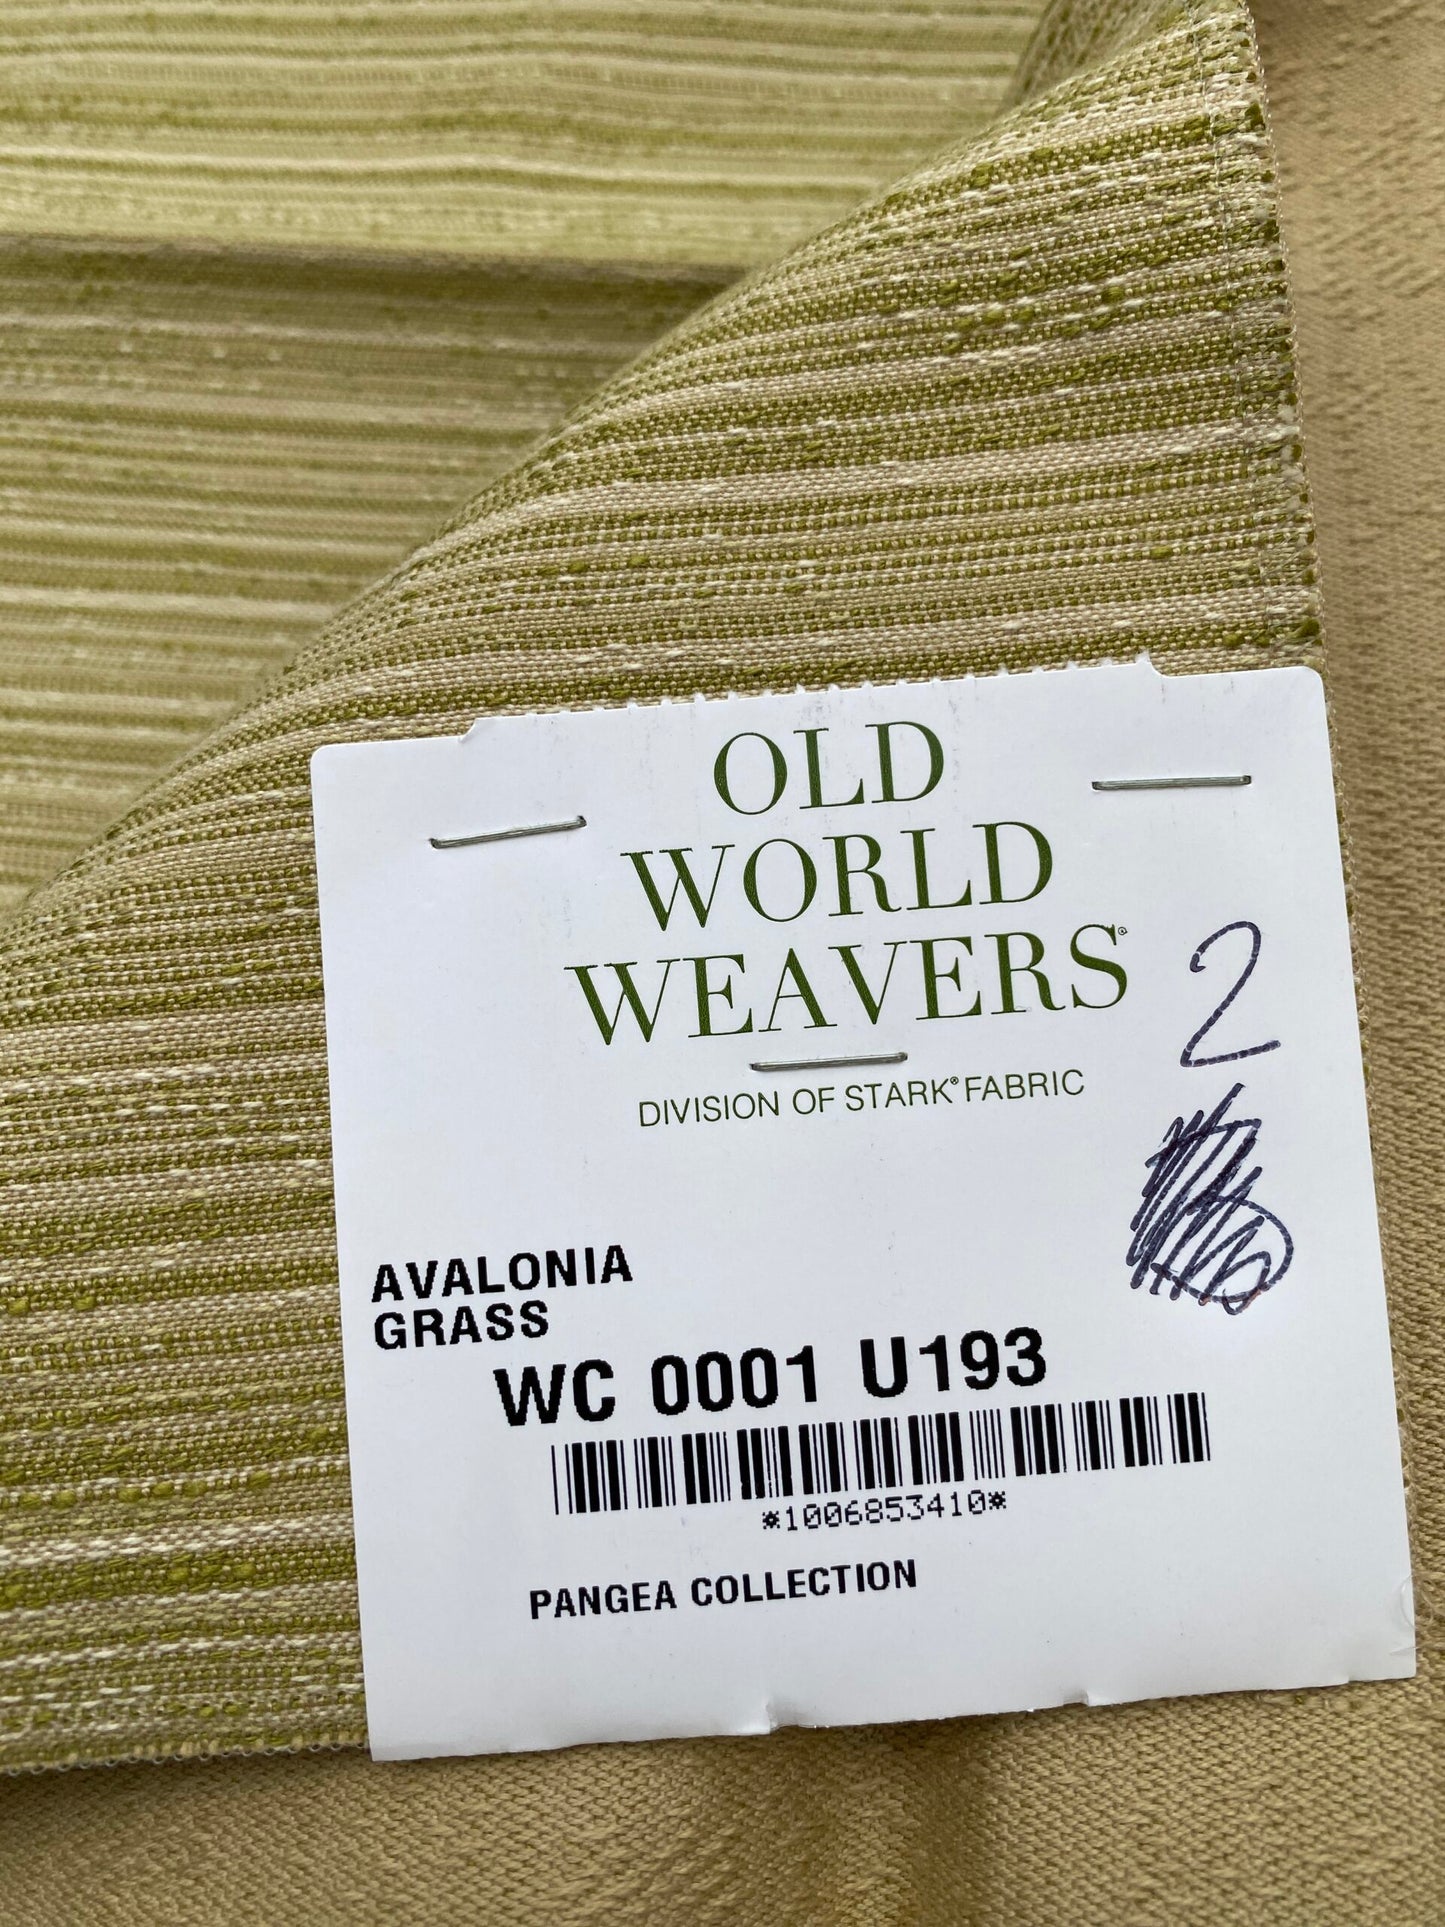 OLD
WORLD
WEAVERS®
2
DIVISION OF STARK® FABRIC
AVALONIA
GRASS
WC 0001 U193
*1006853410*
PANGEA COLLECTION